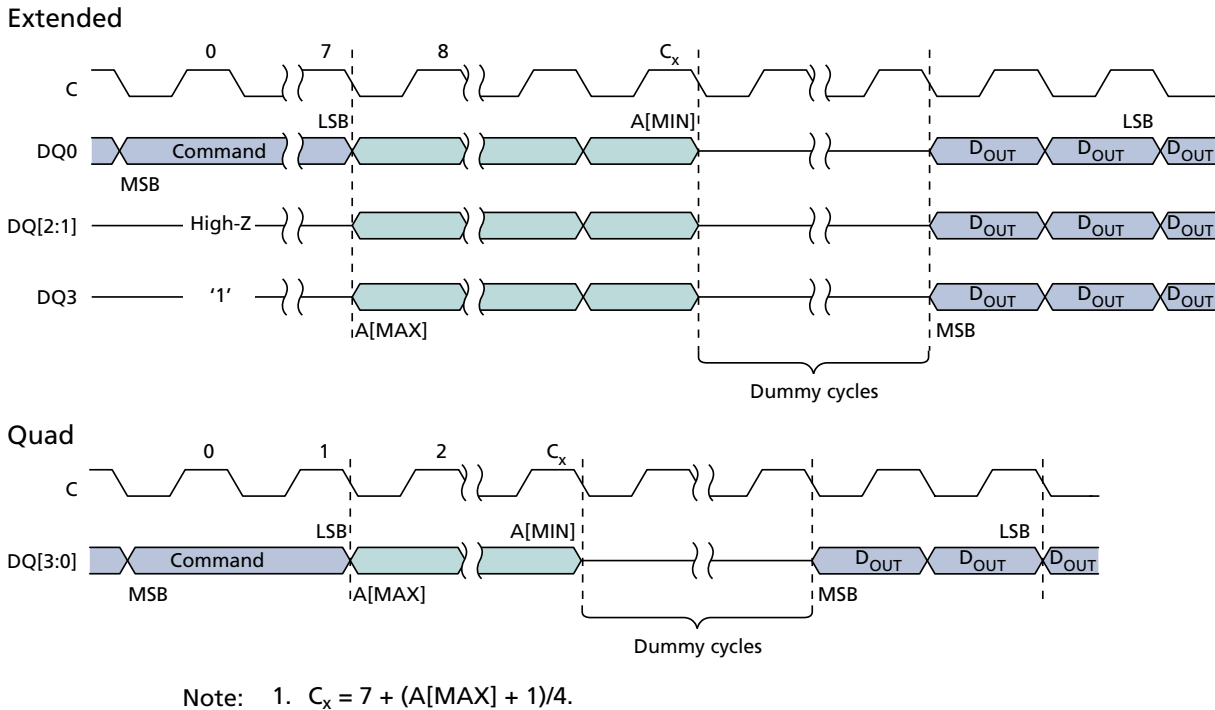 Extended
0 7 8 Cx
C
LSB A[MIN] LSB
DQ0 Command DOUT DOUT DOUT
MSB
DQ[2:1] High-Z DOUT DOUT DOUT
DQ3 ‘1’ DOUT DOUT DOUT
A[MAX] MSB
Dummy cycles
Quad
0 1 2 Cx
C
LSB A[MIN] LSB
DQ[3:0] Command DOUT DOUT DOUT
MSB A[MAX] MSB
Dummy cycles
Note: 1. Cx = 7 + (A[MAX] + 1)/4.